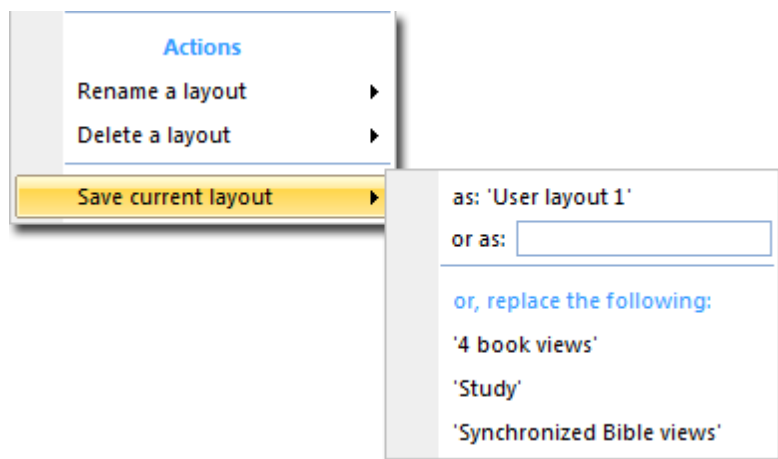 Actions
Rename a layout
Delete a layout
Save current layout
as: 'User layout 1'
or as:
or, replace the following:
'4 book views'
'Study'
'Synchronized Bible views'